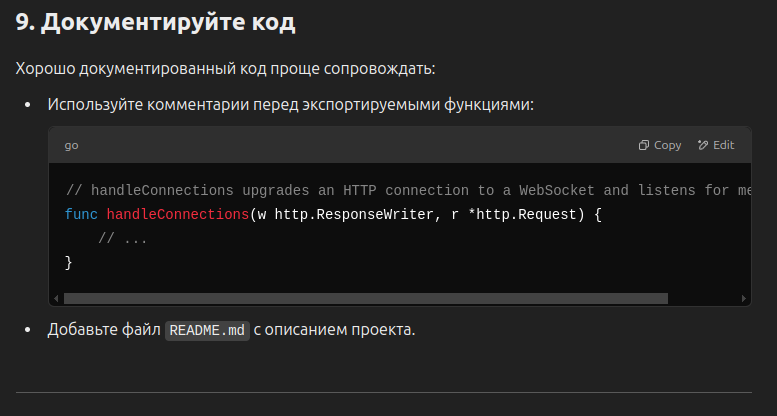 9. Документируйте код
Хорошо документированный код проще сопровождать:
• Используйте комментарии перед экспортируемыми функциями:
go Copy Edit
// handleConnections upgrades an HTTP connection to a WebSocket and listens for me
func handleConnections(w http.ResponseWriter, r *http.Request) {
    // ...
}
• Добавьте файл README.md с описанием проекта.